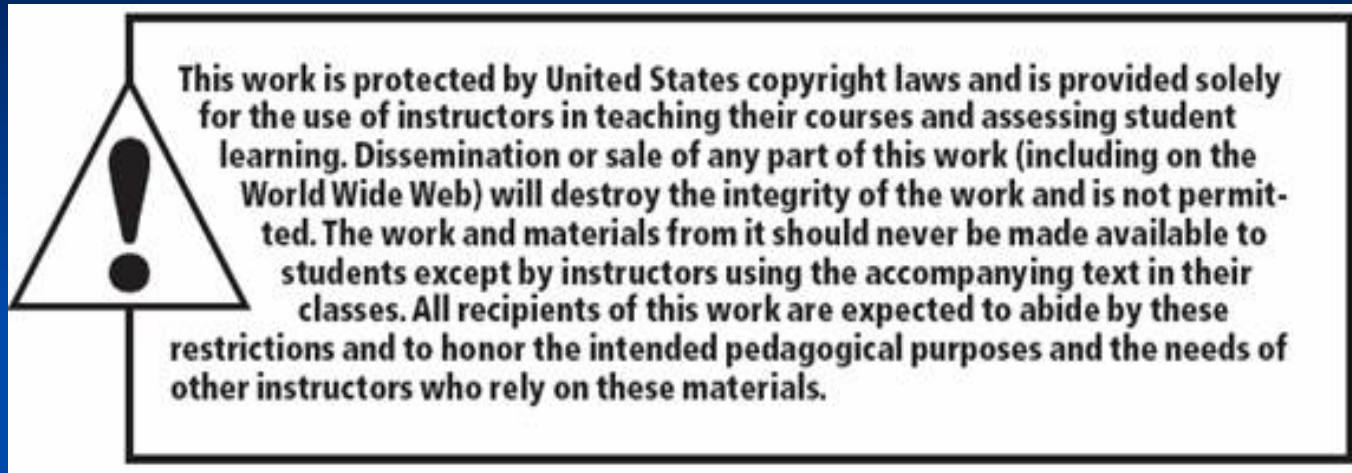 This work is protected by United States copyright laws and is provided solely
for the use of instructors in teaching their courses and assessing student
learning. Dissemination or sale of any part of this work (including on the
World Wide Web) will destroy the integrity of the work and is not permit-
ted. The work and materials from it should never be made available to
students except by instructors using the accompanying text in their
classes. All recipients of this work are expected to abide by these
restrictions and to honor the intended pedagogical purposes and the needs of
other instructors who rely on these materials.